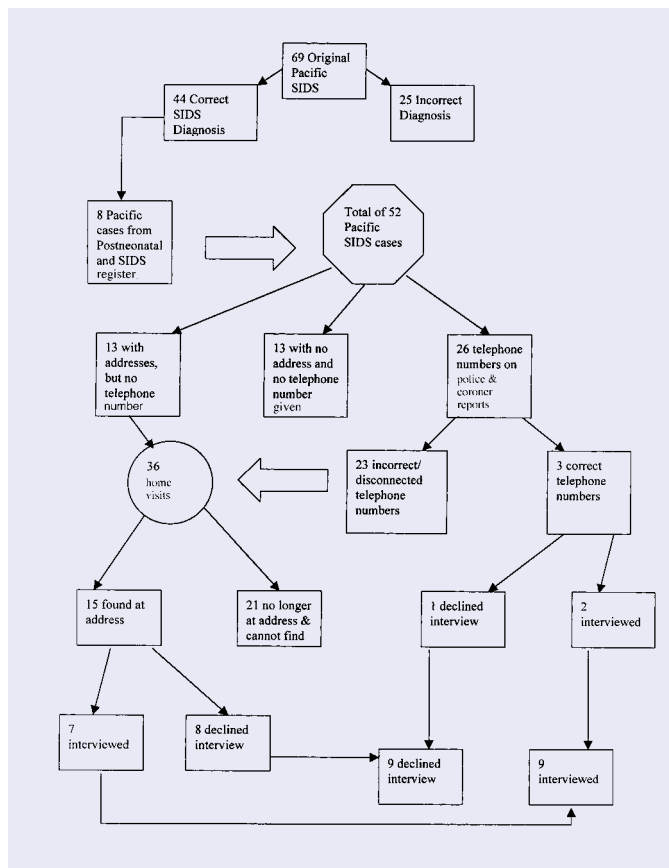 69 Original
Pacific
SIDS
44 Correct
SIDS
Diagnosis
25 Incorrect
Diagnosis
8 Pacific
cases from
Postneonatal
and SIDS
register
Total of 52
Pacific
SIDS cases
13 with
addresses,
but no
telephone
number
13 with no
address and
no telephone
number
given
26 telephone
numbers on
police &
coroner
reports
36
home
visits
23 incorrect/
disconnected
telephone
numbers
3 correct
telephone
numbers
15 found at
address
21 no longer
at address &
cannot find
1 declined
interview
2
interviewed
7
interviewed
8 declined
interview
9 declined
interview
9
interviewed